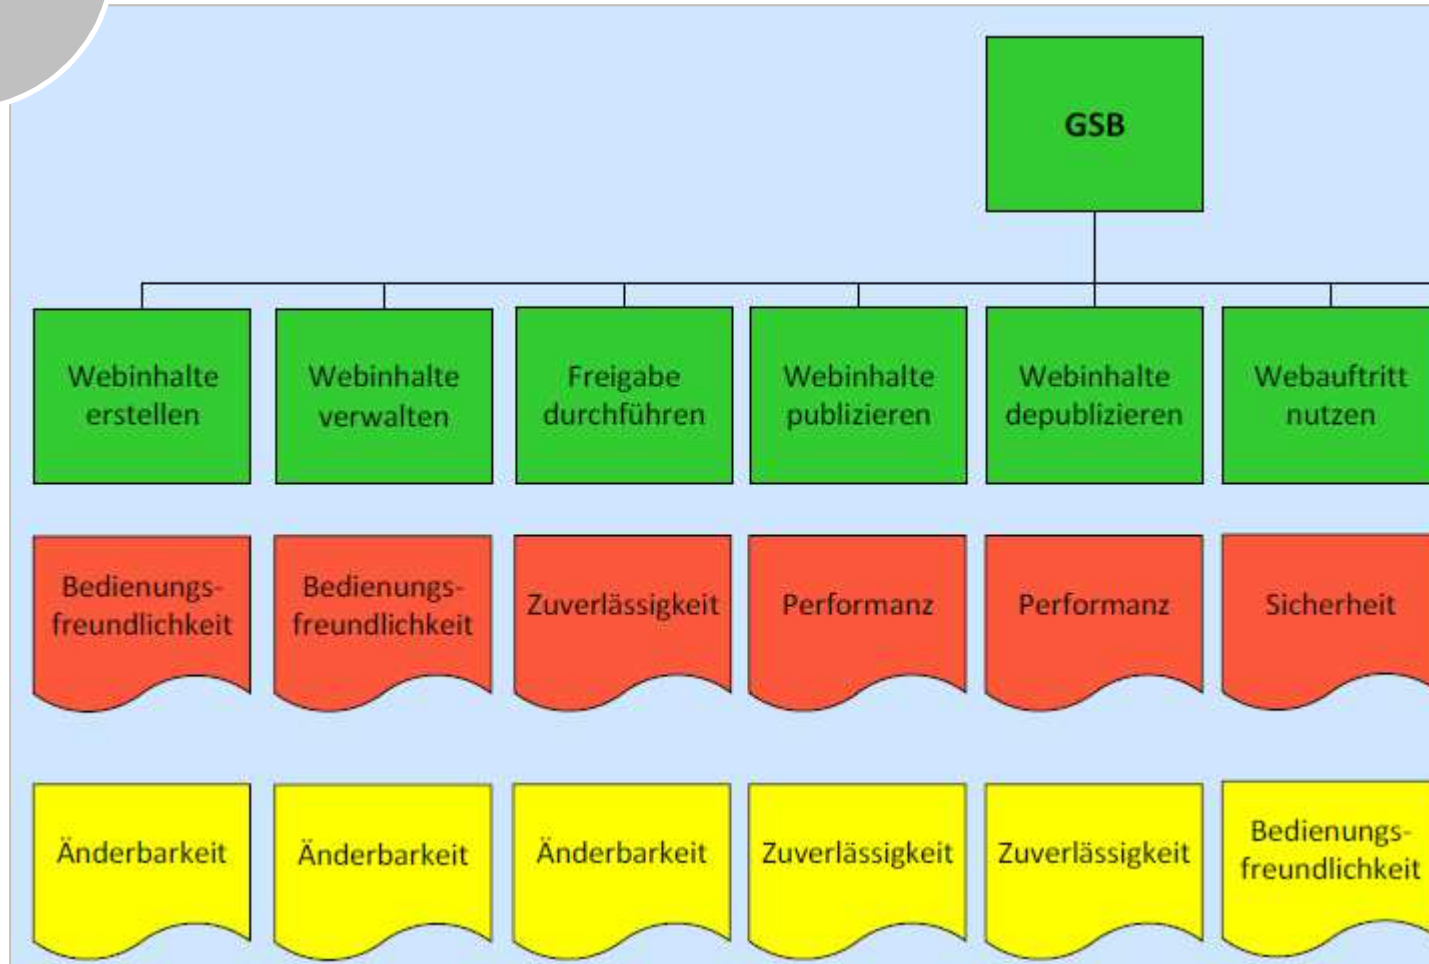 GSB
Webinhalte
erstellen
Webinhalte
verwalten
Freigabe
durchführen
Webinhalte
publizieren
Webinhalte
depublizieren
Webauftritt
nutzen
Bedienungs-
freundlichkeit
Bedienungs-
freundlichkeit
Zuverlässigkeit
Performanz
Performanz
Sicherheit
Änderbarkeit
Änderbarkeit
Änderbarkeit
Zuverlässigkeit
Zuverlässigkeit
Bedienungs-
freundlichkeit